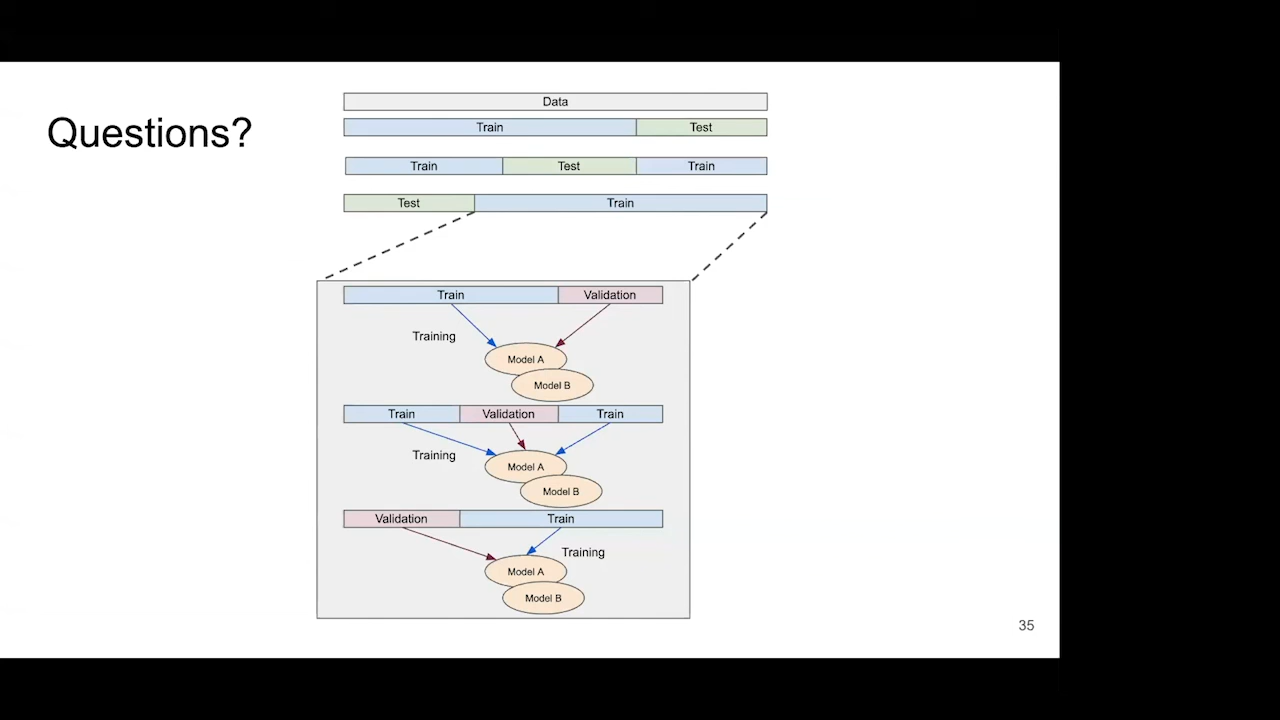 Questions?
Data
Train Test
Train Test Train
Test Train
Train Validation
Training
Model A
Model B
Train Validation Train
Training
Model A
Model B
Validation Train
Training
Model A
Model B
35